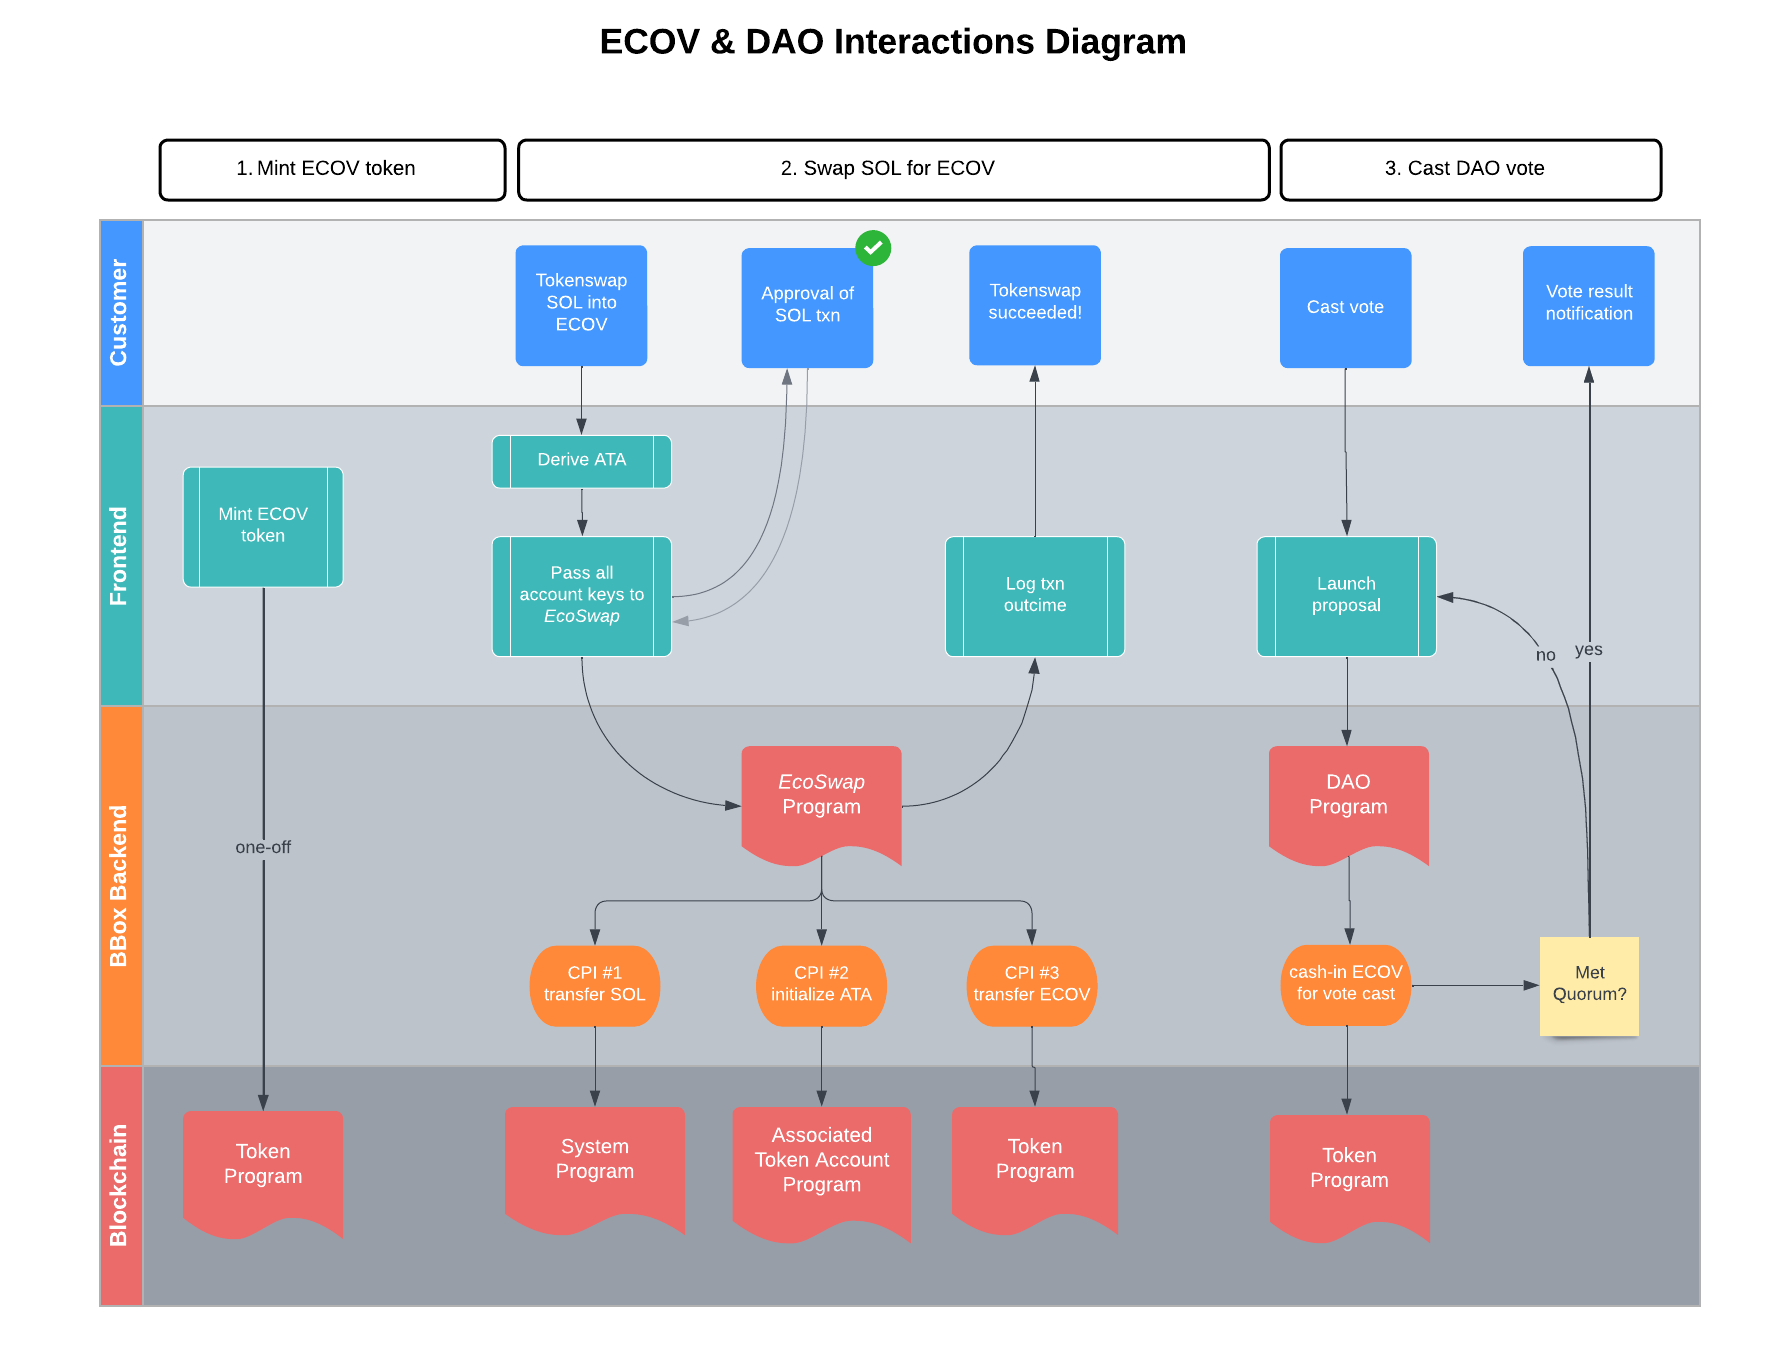 ECOV & DAO Interactions Diagram
1. Mint ECOV token
2. Swap SOL for ECOV
3. Cast DAO vote
Customer
Tokenswap
SOL into
ECOV
Approval of
SOL txn
Tokenswap
succeeded!
Cast vote
Vote result
notification
Frontend
Mint ECOV
token
Derive ATA
Pass all
account keys to
EcoSwap
Log txn
outcime
Launch
proposal
no
yes
BBox Backend
one-off
EcoSwap
Program
DAO
Program
CPI #1
transfer SOL
CPI #2
initialize ATA
CPI #3
transfer ECOV
cash-in ECOV
for vote cast
Met
Quorum?
Blockchain
Token
Program
System
Program
Associated
Token Account
Program
Token
Program
Token
Program